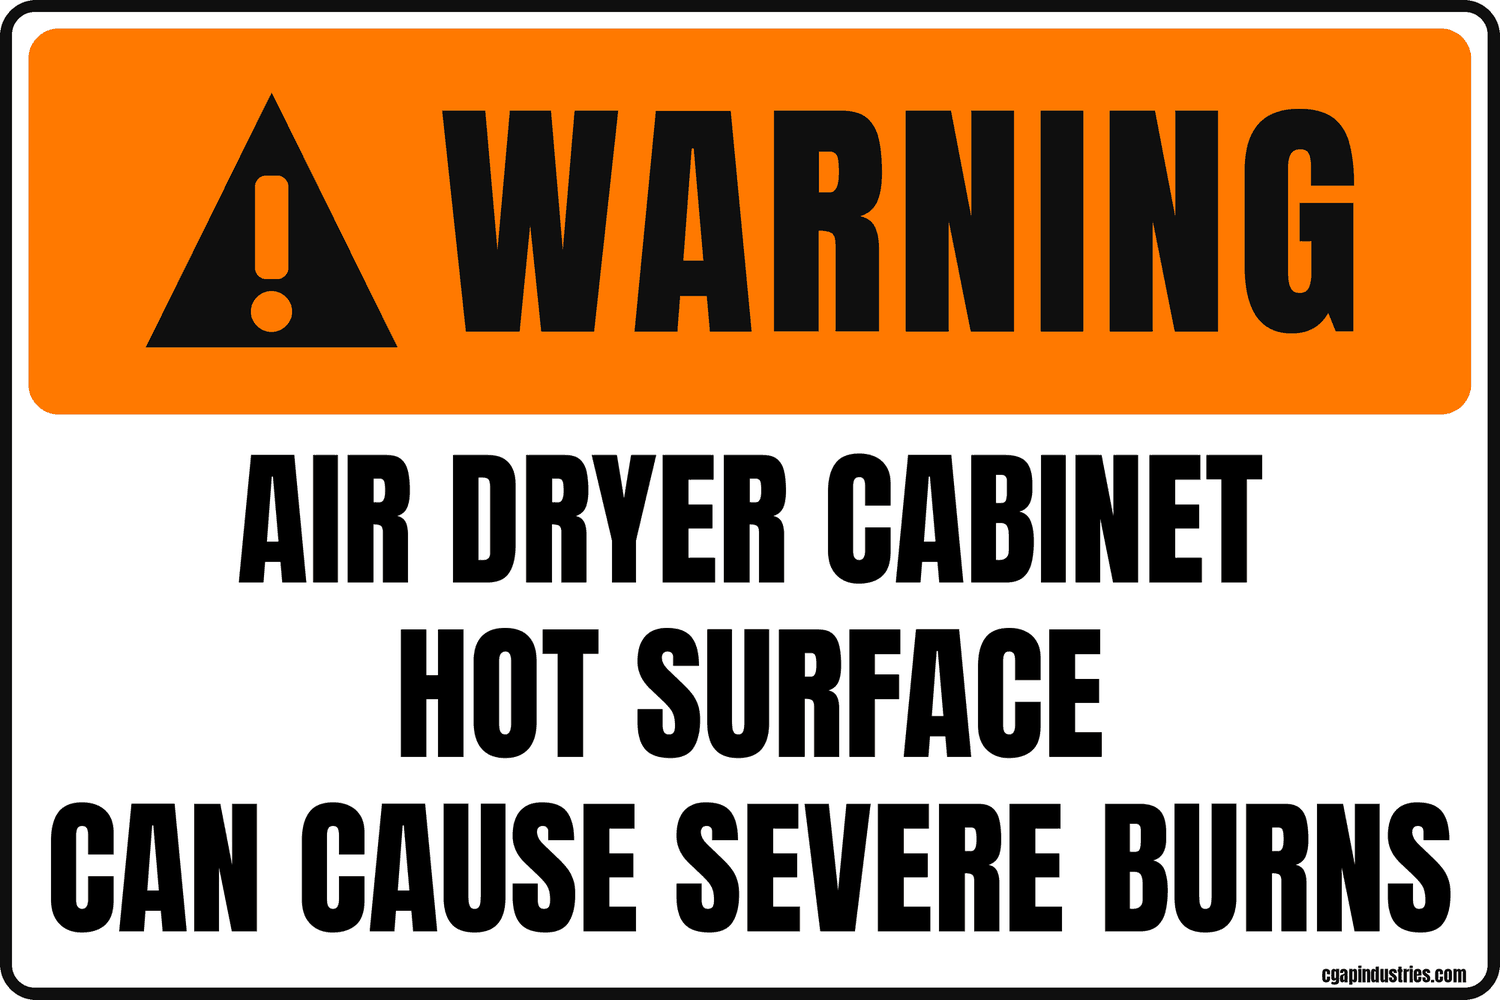 WARNING
AIR DRYER CABINET
HOT SURFACE
CAN CAUSE SEVERE BURNS
cgapindustries.com